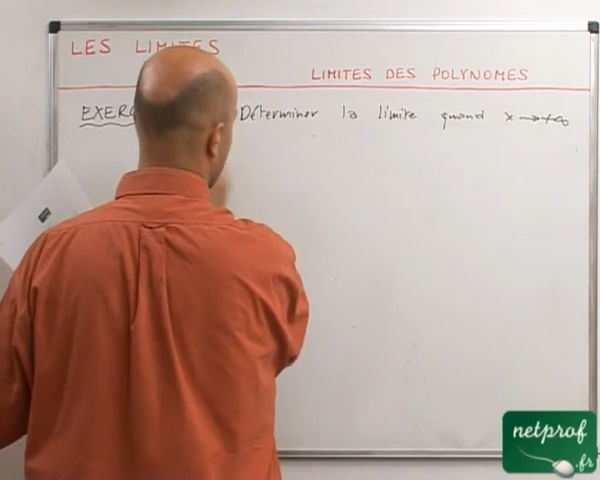 LES LIMITES
LIMITES DES POLYNOMES
Déterminer la limite quand x→+∞
netprof
.fr